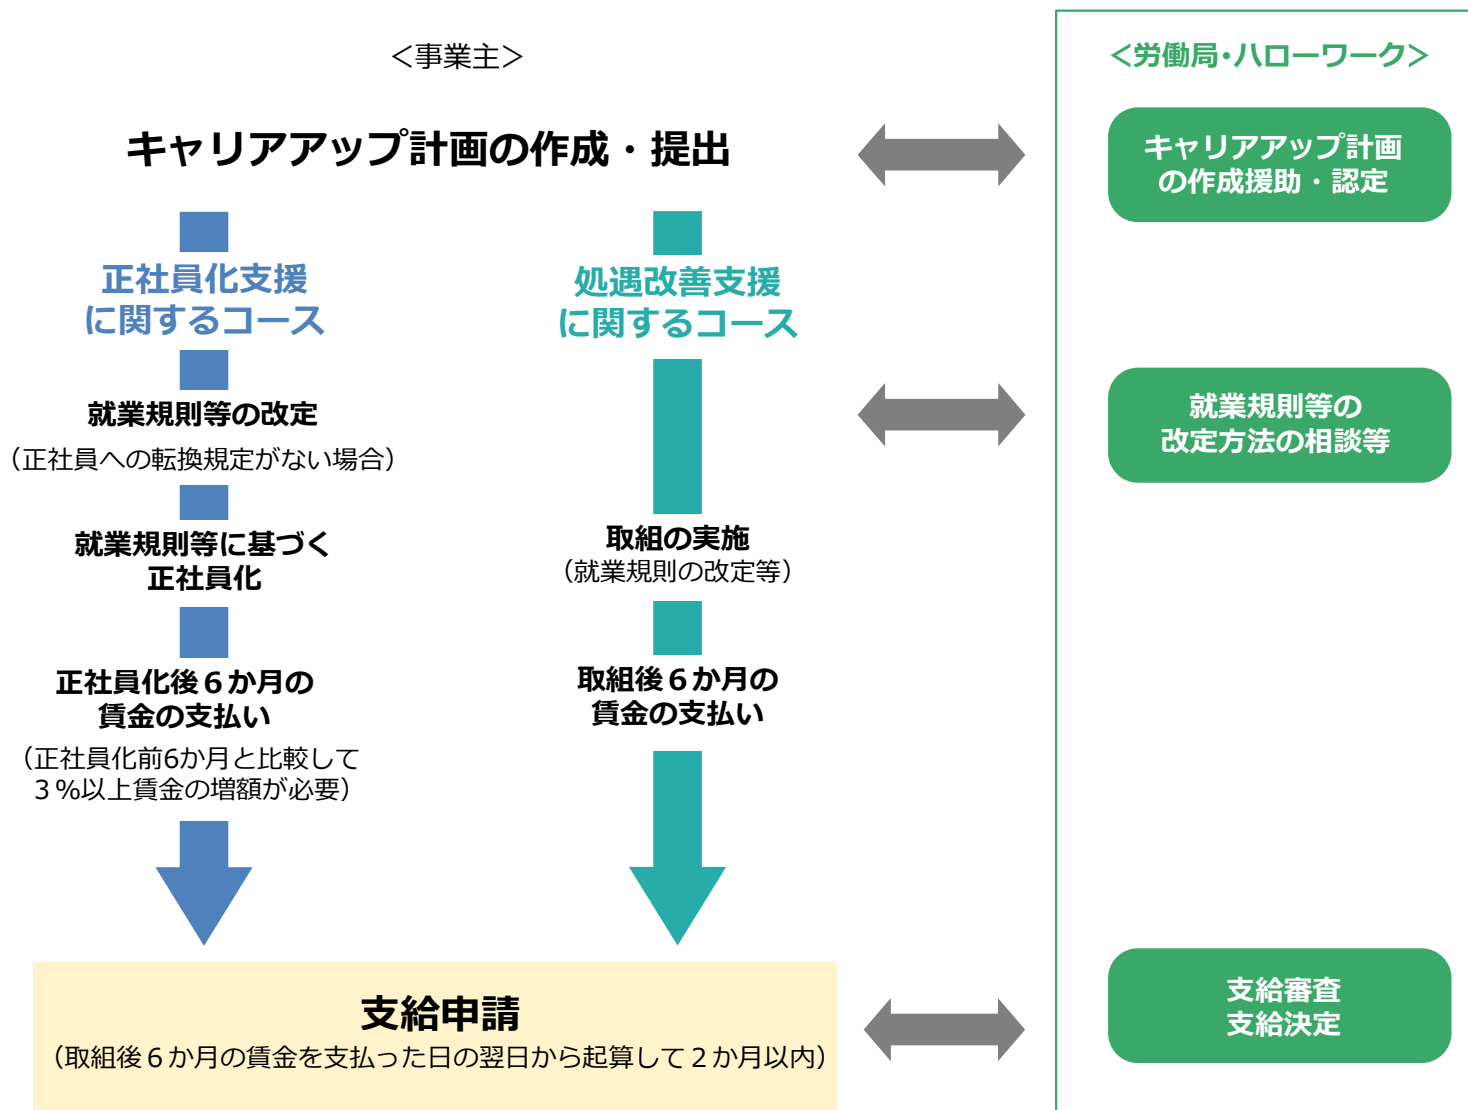 ＜事業主＞
キャリアアップ計画の作成・提出
正社員化支援
に関するコース
就業規則等の改定
（正社員への転換規定がない場合）
就業規則等に基づく
正社員化
正社員化後６か月の
賃金の支払い
（正社員化前6か月と比較して
３%以上賃金の増額が必要）
処遇改善支援
に関するコース
取組の実施
（就業規則の改定等）
取組後６か月の
賃金の支払い
支給申請
（取組後６か月の賃金を支払った日の翌日から起算して２か月以内）
＜労働局・ハローワーク＞
キャリアアップ計画
の作成援助・認定
就業規則等の
改定方法の相談等
支給審査
支給決定